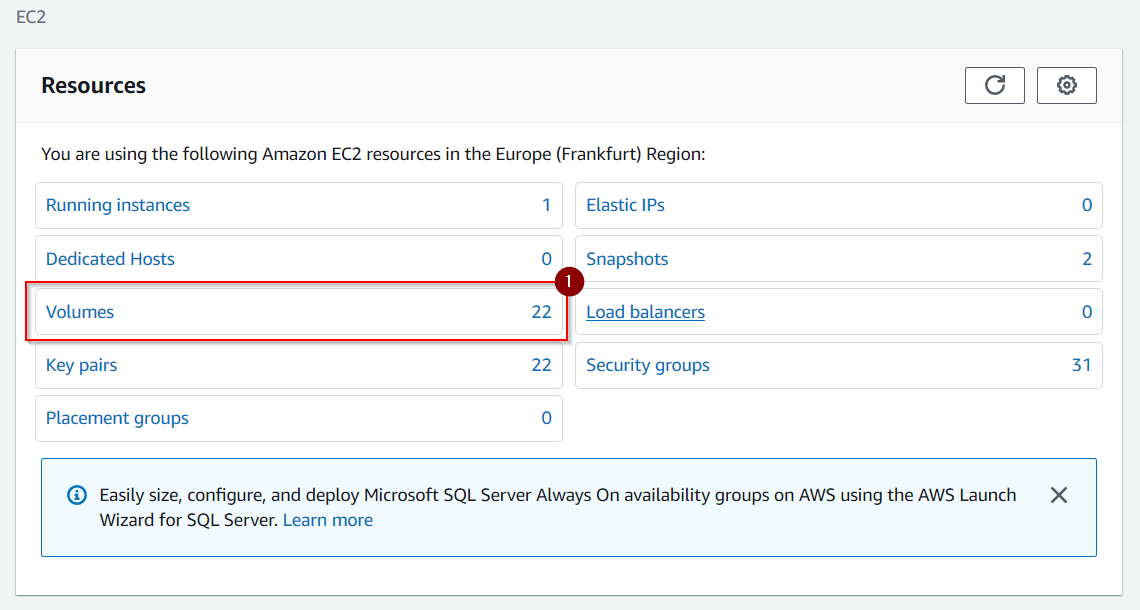 EC2
Resources
You are using the following Amazon EC2 resources in the Europe (Frankfurt) Region:
Running instances 1
Elastic IPs 0
Dedicated Hosts 0
Snapshots 2
1
Volumes 22
Load balancers 0
Key pairs 22
Security groups 31
Placement groups 0
Easily size, configure, and deploy Microsoft SQL Server Always On availability groups on AWS using the AWS Launch
Wizard for SQL Server. Learn more